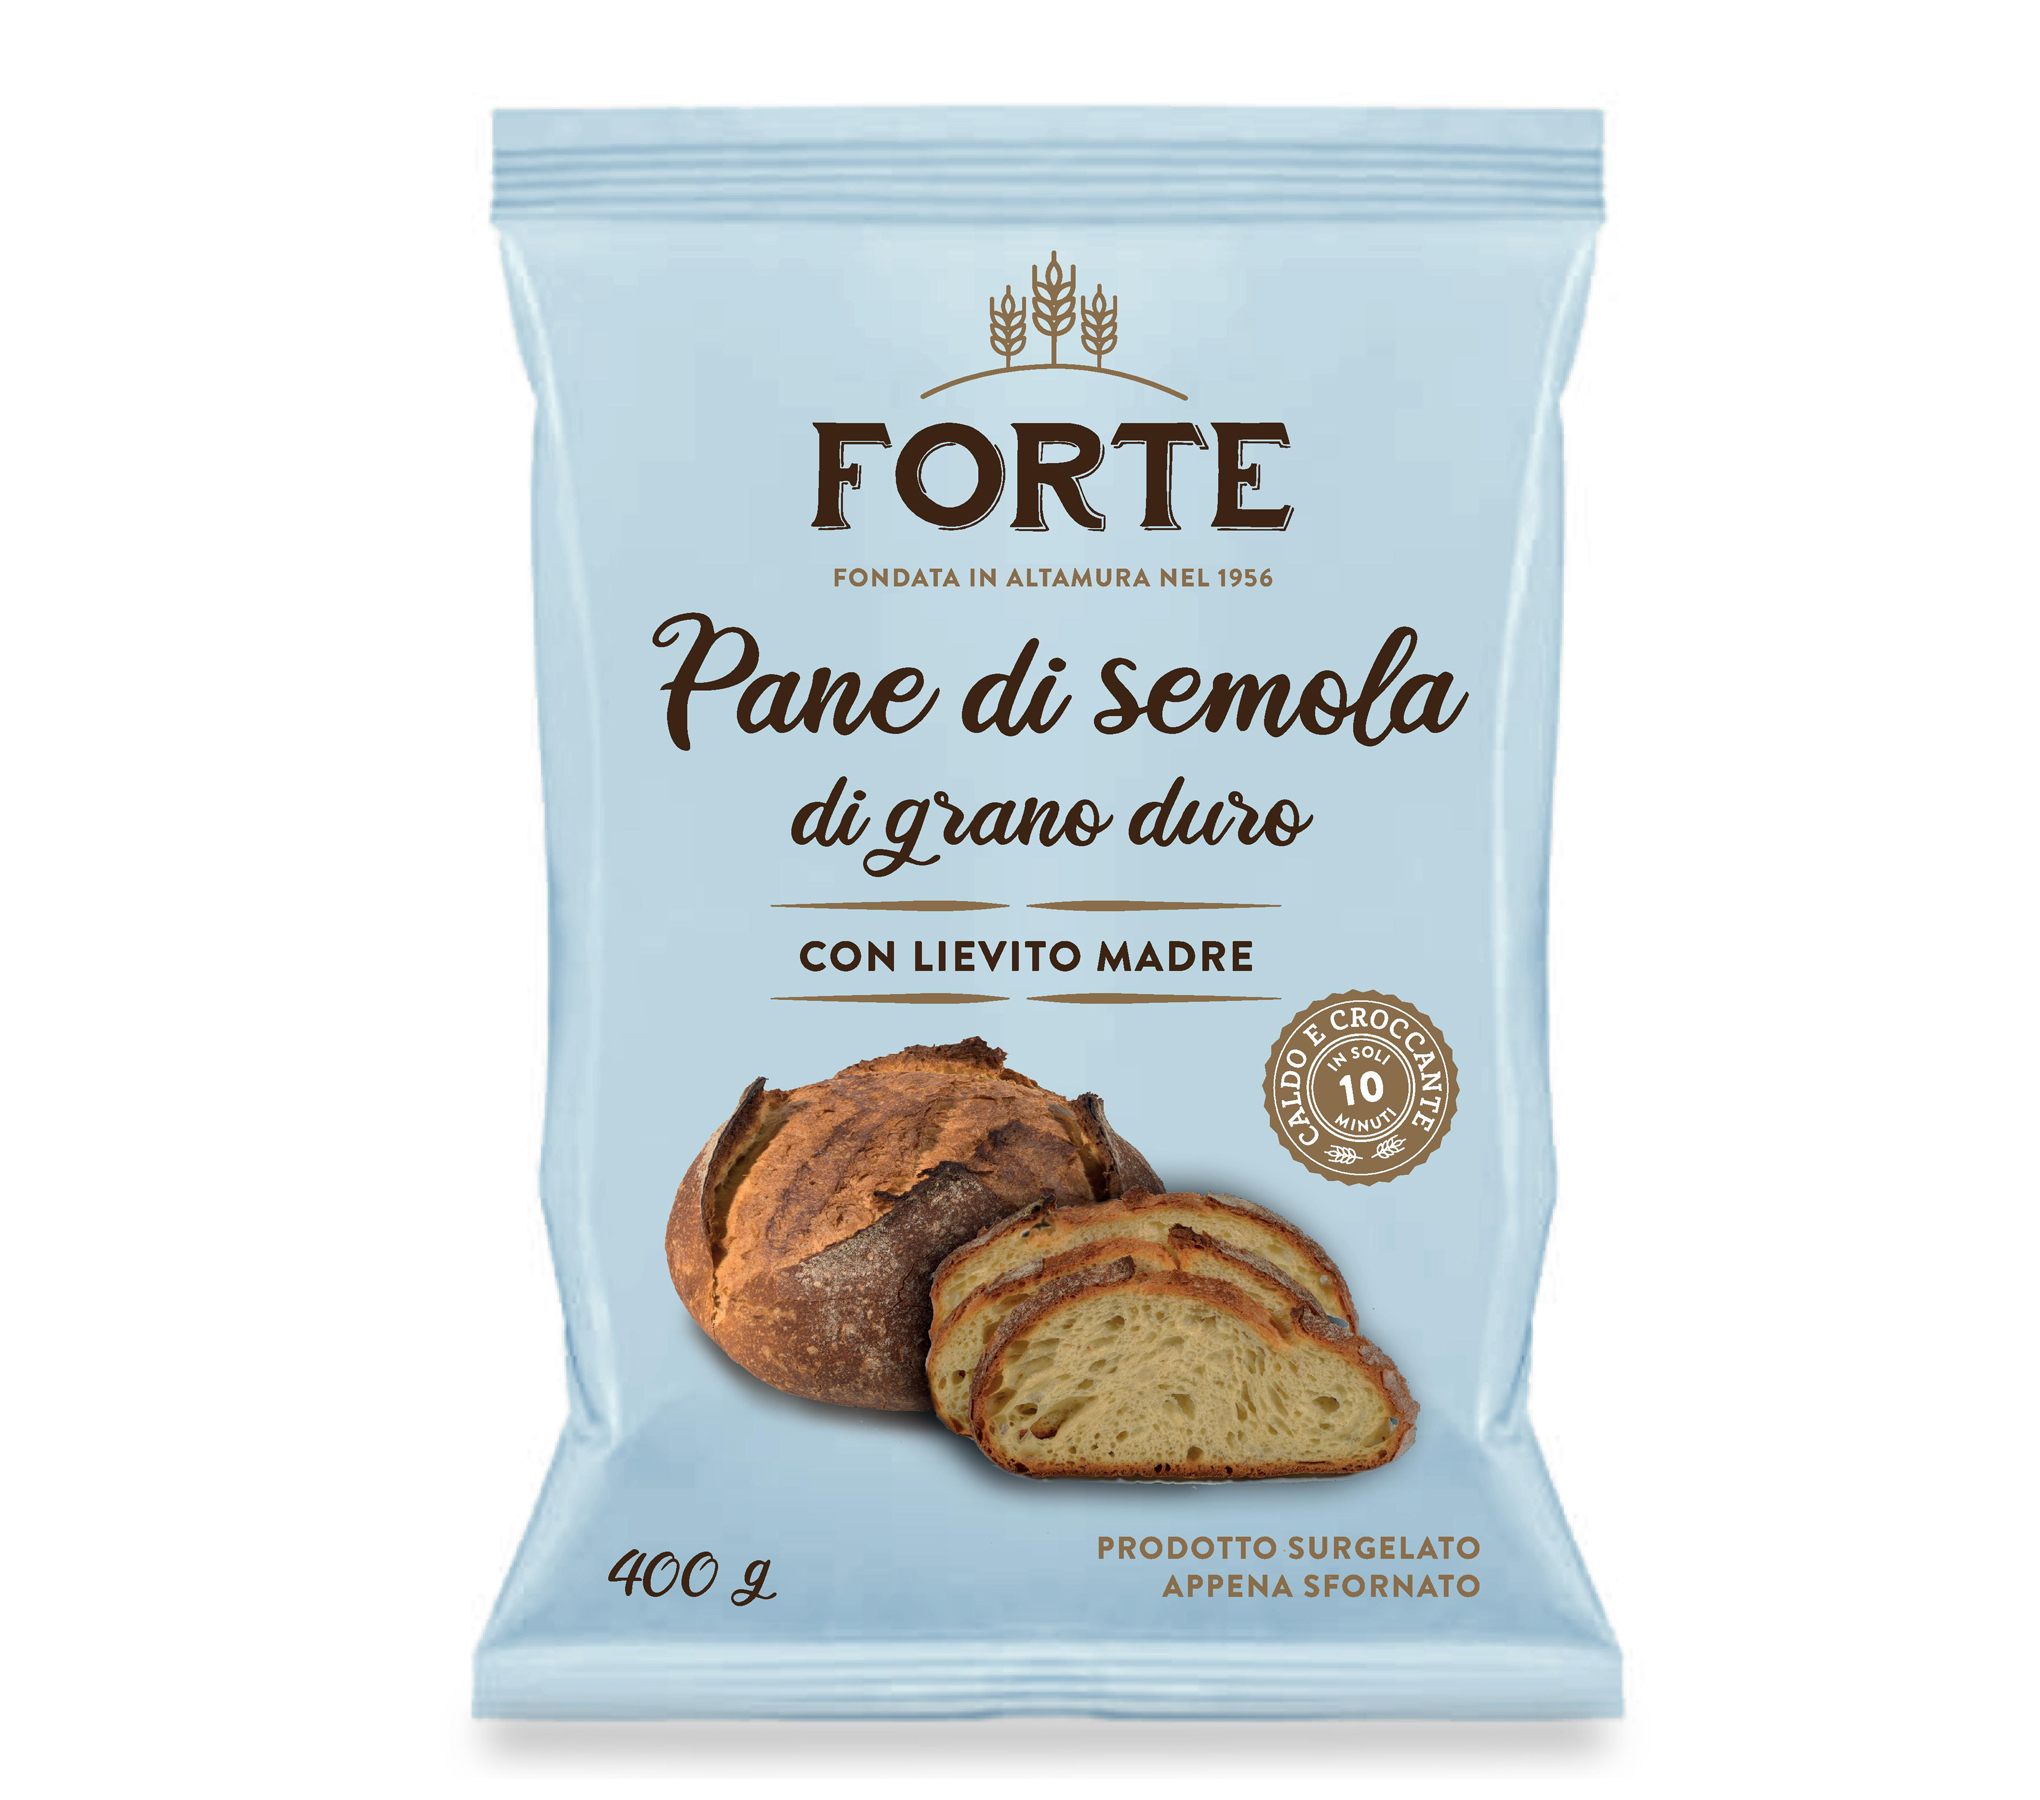 FORTE
FONDATA IN ALTAMURA NEL 1956
Pane di semola
di grano duro
CON LIEVITO MADRE
CALDO E CROCCANTE
IN SOLI
10
MINUTI
400 g
PRODOTTO SURGELATO
APPENA SFORNATO